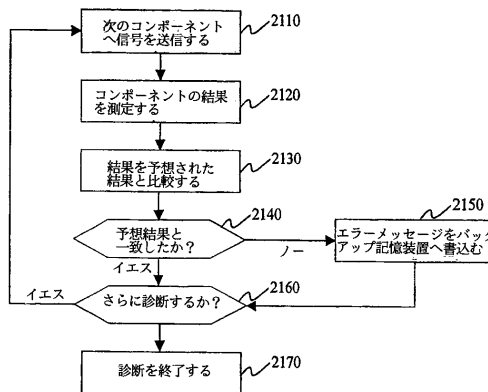 次のコンポーネント
へ信号を送信する
2110
コンポーネントの結果
を測定する
2120
結果を予想された
結果と比較する
2130
予想結果と
一致したか？
2140
ノー
エラーメッセージをバック
アップ記憶装置へ書込む
2150
イエス
さらに診断するか？
2160
イエス
診断を終了する
2170